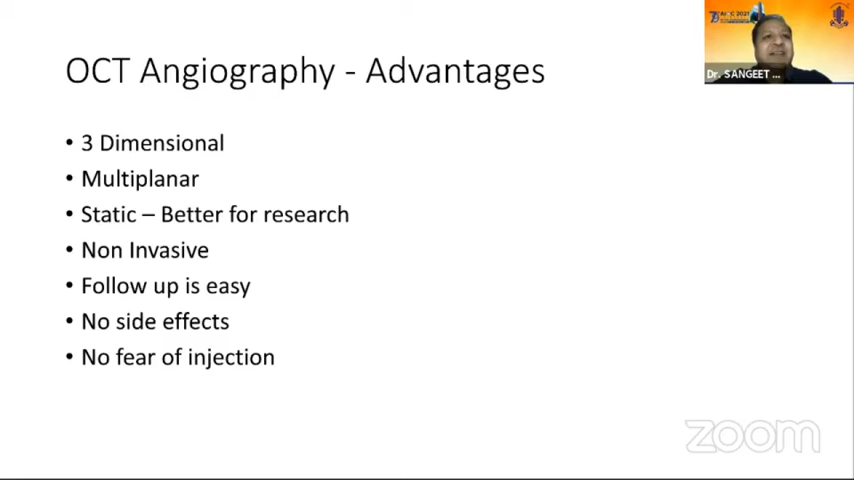 OCT Angiography - Advantages
• 3 Dimensional
• Multiplanar
• Static – Better for research
• Non Invasive
• Follow up is easy
• No side effects
• No fear of injection
Dr. SANGEET ...
zoom